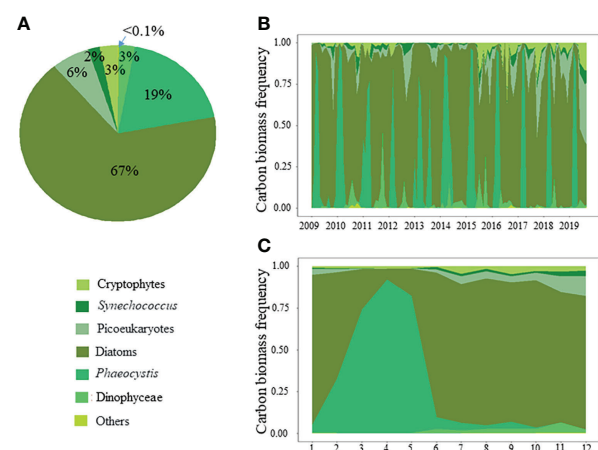 A
<0.1%
3%
2%
3%
6%
19%
67%
Cryptophytes
Synechococcus
Picoeukaryotes
Diatoms
Phaeocystis
Dinophyceae
Others
B
Carbon biomass frequency
1.00
0.75
0.50
0.25
0.00
2009 2010 2011 2012 2013 2014 2015 2016 2017 2018 2019
C
Carbon biomass frequency
1.00
0.75
0.50
0.25
0.00
1 2 3 4 5 6 7 8 9 10 11 12